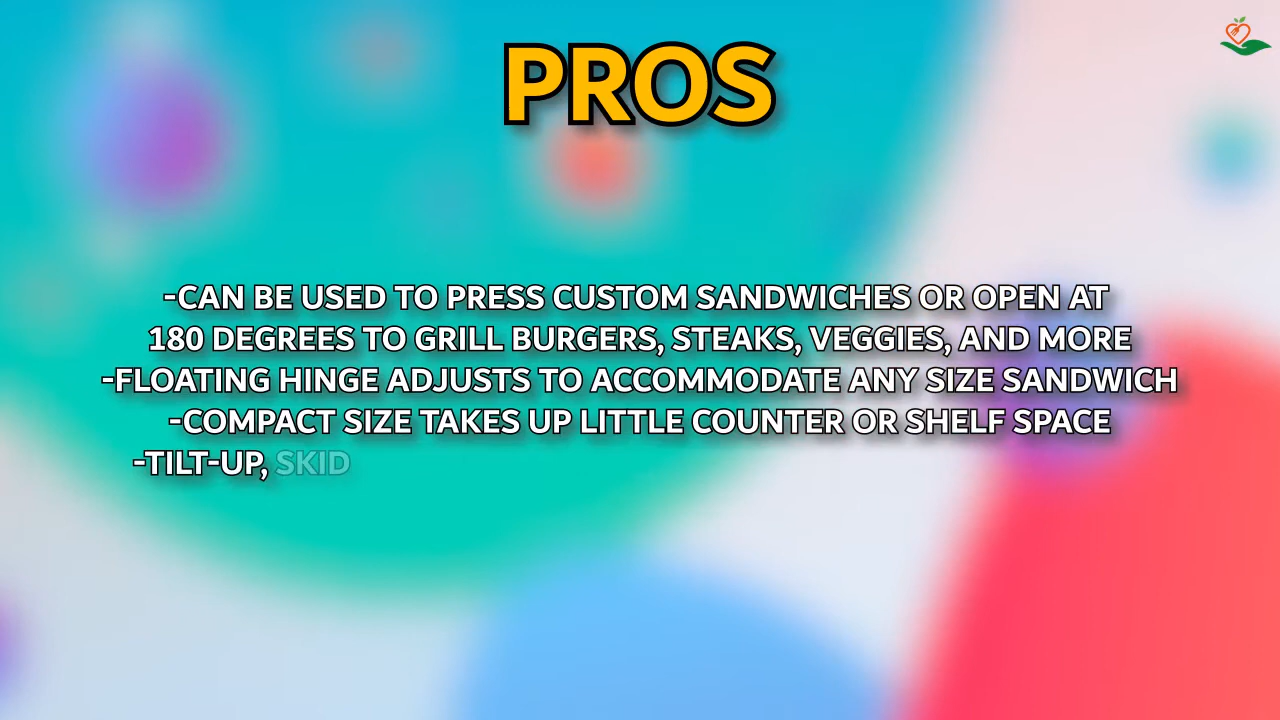 PROS
-CAN BE USED TO PRESS CUSTOM SANDWICHES OR OPEN AT
180 DEGREES TO GRILL BURGERS, STEAKS, VEGGIES, AND MORE
-FLOATING HINGE ADJUSTS TO ACCOMMODATE ANY SIZE SANDWICH
-COMPACT SIZE TAKES UP LITTLE COUNTER OR SHELF SPACE
-TILT-UP, SKID